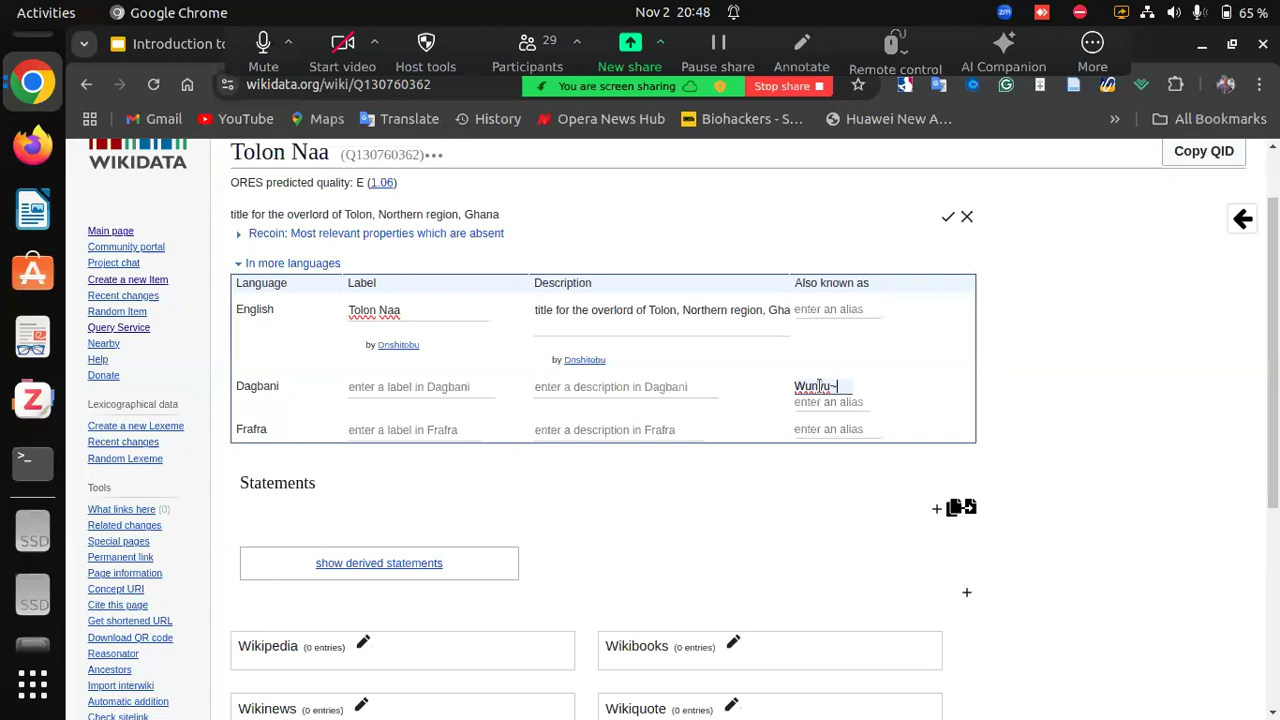 Activities Google Chrome Nov 2 20:48 65 %
Introduction to
Mute Start video Host tools 29 Participants New share Pause share Annotate Remote control AI Companion More
wikidata.org/wiki/Q130760362 You are screen sharing Stop share
Gmail YouTube Maps Translate History Opera News Hub Biohackers - S... Huawei New A... » All Bookmarks
WIKIDATA
Main page
Community portal
Project chat
Create a new Item
Recent changes
Random Item
Query Service
Nearby
Help
Donate
Lexicographical data
Create a new Lexeme
Recent changes
Random Lexeme
Tools
What links here (0)
Related changes
Special pages
Permanent link
Page information
Concept URI
Cite this page
Get shortened URL
Download QR code
Reasonator
Ancestors
Import interwiki
Automatic addition
Check sitelink
Tolon Naa (Q130760362)•••
Copy QID
ORES predicted quality: E (1.06)
title for the overlord of Tolon, Northern region, Ghana
Recoin: Most relevant properties which are absent
In more languages
Language Label Description Also known as
English Tolon Naa title for the overlord of Tolon, Northern region, Gha enter an alias
by Dnshitobu by Dnshitobu
Dagbani enter a label in Dagbani enter a description in Dagbani
enter an alias
Frafra enter a label in Frafra enter a description in Frafra enter an alias
Statements
+
show derived statements
+
Wikipedia (0 entries) Wikibooks (0 entries)
Wikinews (0 entries) Wikiquote (0 entries)
SSD
SSD